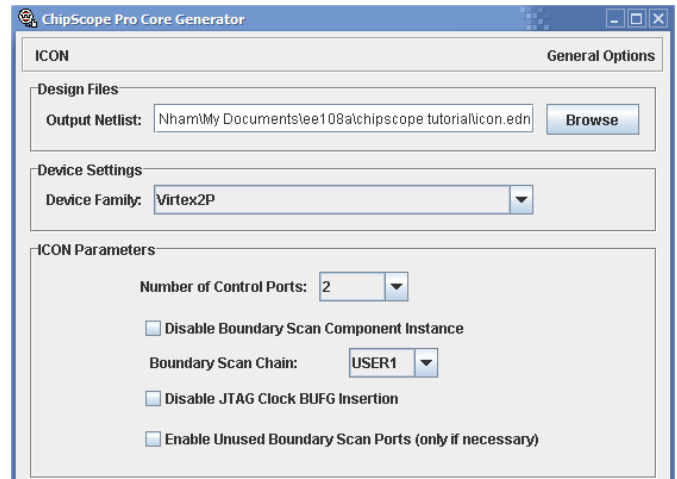 ChipScope Pro Core Generator
ICON General Options
Design Files
Output Netlist: Nham\My Documents\ee108a\chipscope tutorial\icon.edn Browse
Device Settings
Device Family: Virtex2P
ICON Parameters
Number of Control Ports: 2
Disable Boundary Scan Component Instance
Boundary Scan Chain: USER1
Disable JTAG Clock BUFG Insertion
Enable Unused Boundary Scan Ports (only if necessary)